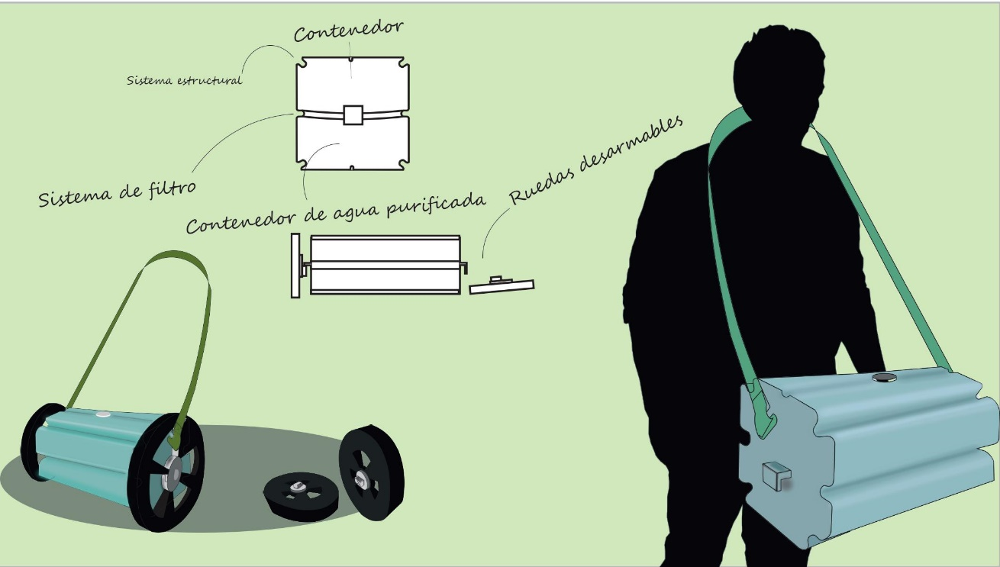 Contenedor
Sistema estructural
Sistema de filtro
Contenedor de agua purificada
Ruedas desarmables